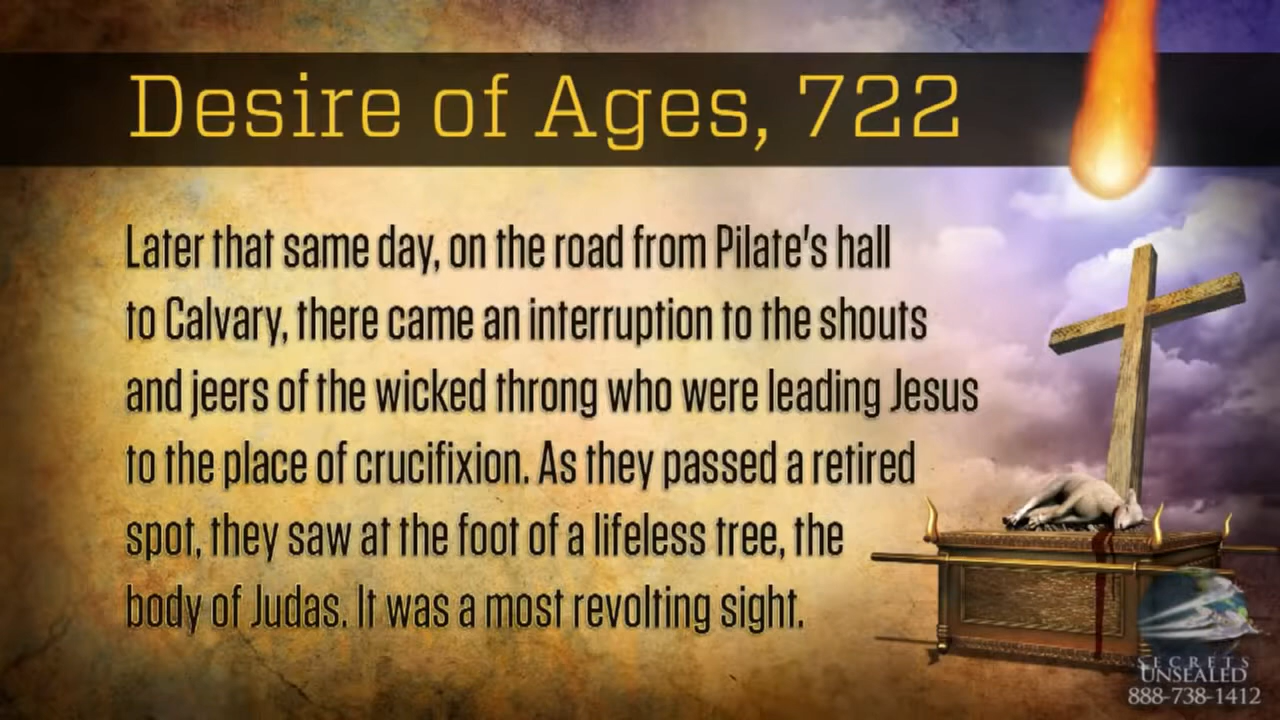 Desire of Ages, 722
Later that same day, on the road from Pilate's hall
to Calvary, there came an interruption to the shouts
and jeers of the wicked throng who were leading Jesus
to the place of crucifixion. As they passed a retired
spot, they saw at the foot of a lifeless tree, the
body of Judas. It was a most revolting sight.
SECRETS
UNSEALED
888-738-1412